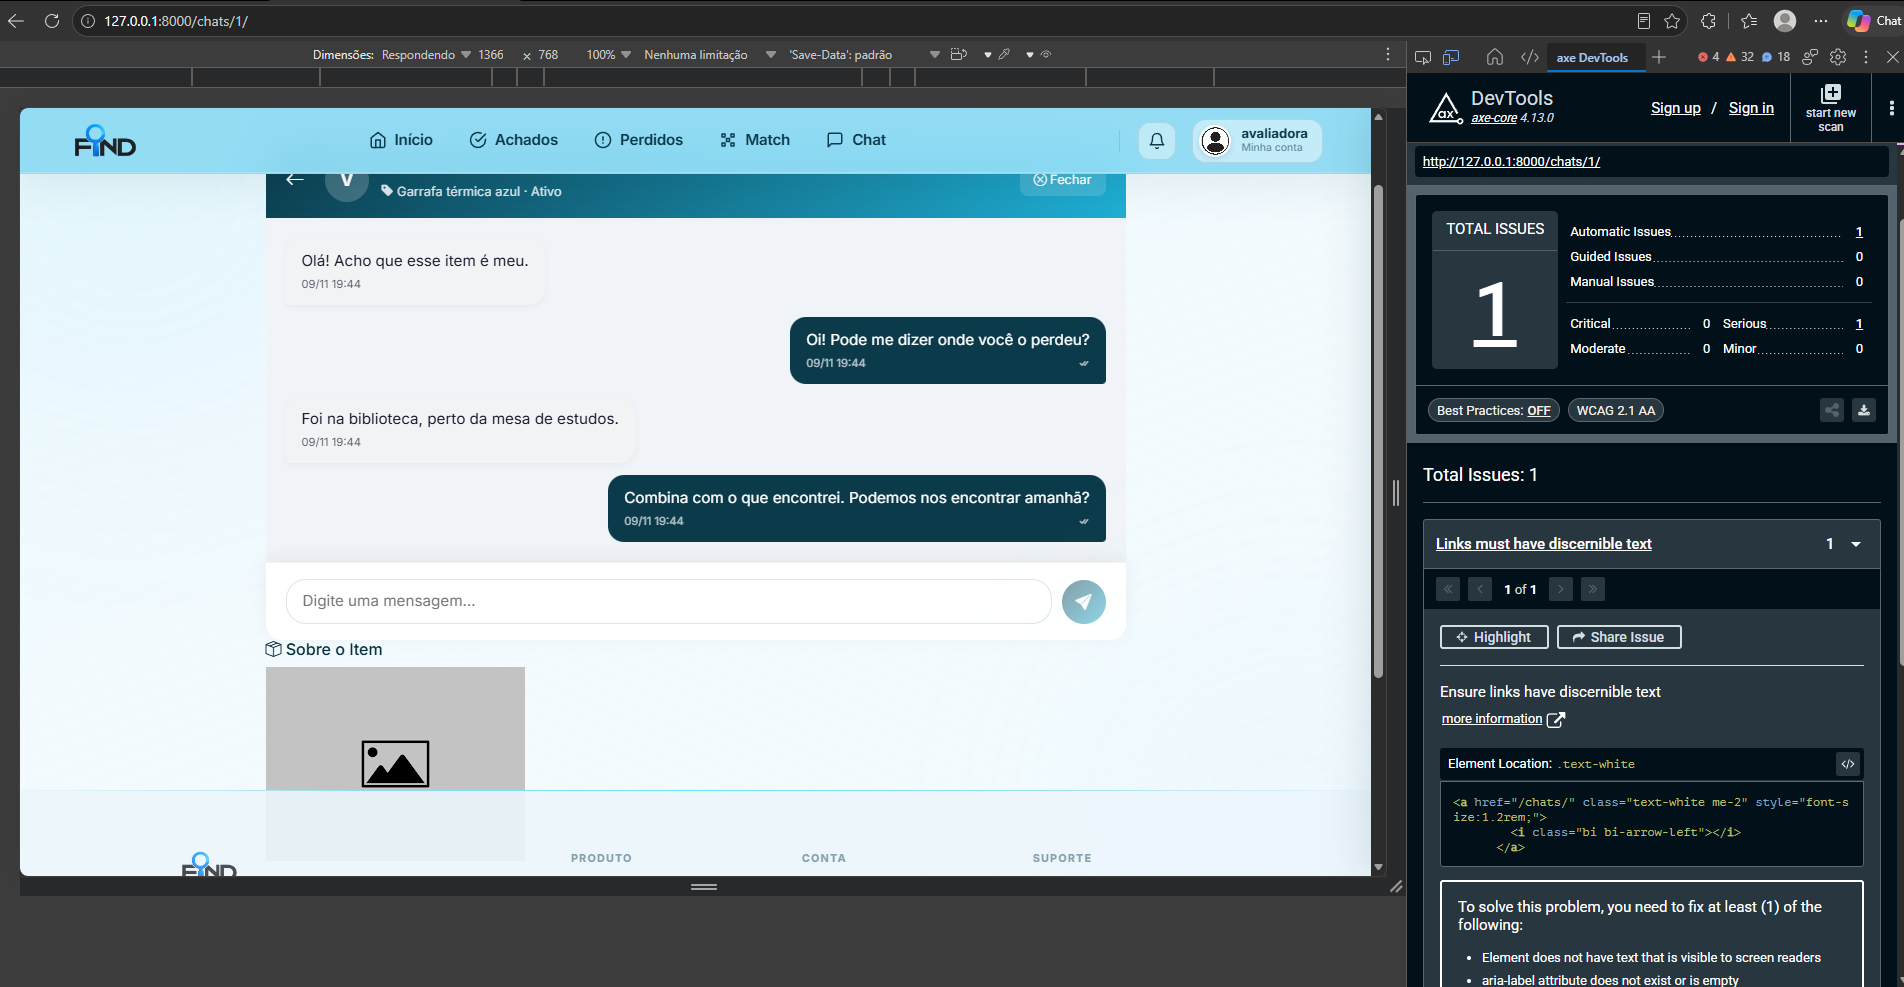 127.0.0.1:8000/chats/1/
Chat
Dimensões: Respondendo 1366 x 768 100% Nenhuma limitação 'Save-Data': padrão
axe DevTools
4 32 18
FIND
Início Achados Perdidos Match Chat
avaliadora
Minha conta
V
Garrafa térmica azul · Ativo
Fechar
Olá! Acho que esse item é meu.
09/11 19:44
Oi! Pode me dizer onde você o perdeu?
09/11 19:44
Foi na biblioteca, perto da mesa de estudos.
09/11 19:44
Combina com o que encontrei. Podemos nos encontrar amanhã?
09/11 19:44
Digite uma mensagem...
Sobre o Item
FIND
PRODUTO CONTA SUPORTE
ax
DevTools
axe-core 4.13.0
Sign up / Sign in
start new
scan
http://127.0.0.1:8000/chats/1/
TOTAL ISSUES
1
Automatic Issues 1
Guided Issues 0
Manual Issues 0
Critical 0 Serious 1
Moderate 0 Minor 0
Best Practices: OFF WCAG 2.1 AA
Total Issues: 1
Links must have discernible text 1
1 of 1
Highlight Share Issue
Ensure links have discernible text
more information
Element Location: .text-white
<a href="/chats/" class="text-white me-2" style="font-s
ize:1.2rem;">
<i class="bi bi-arrow-left"></i>
</a>
To solve this problem, you need to fix at least (1) of the
following:
• Element does not have text that is visible to screen readers
• aria-label attribute does not exist or is empty